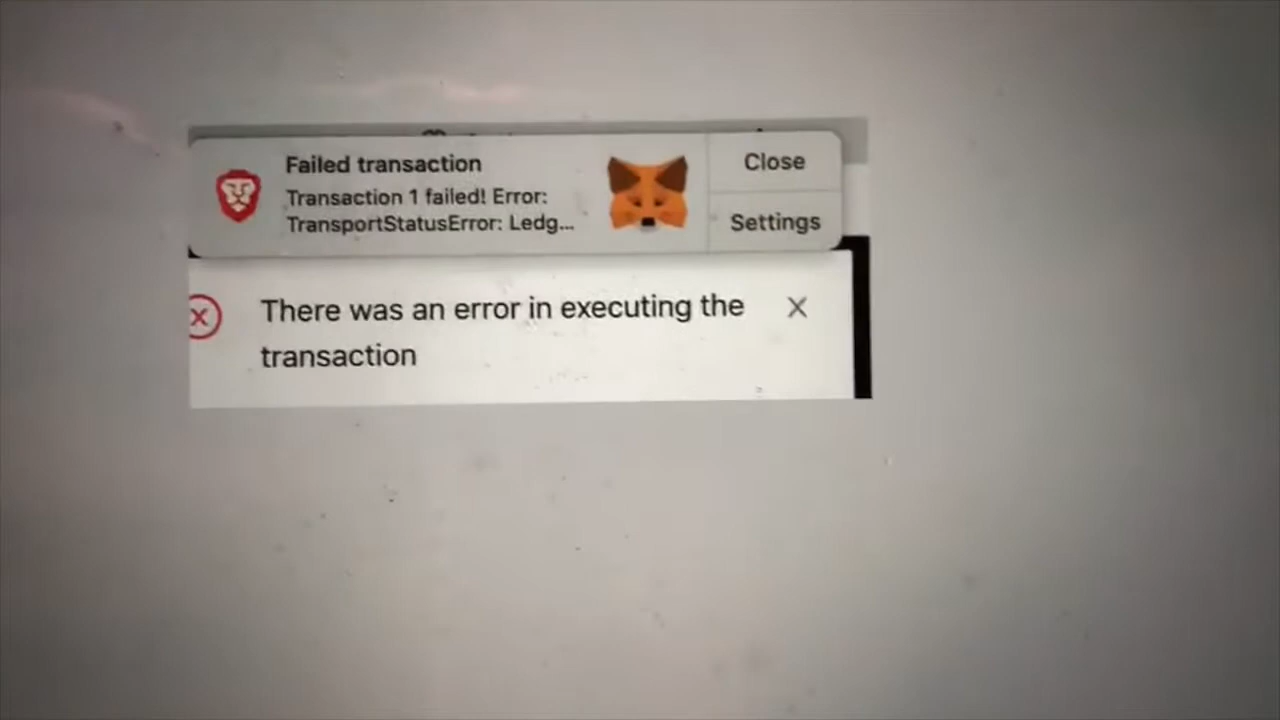 Failed transaction
Transaction 1 failed! Error:
TransportStatusError: Ledg...
Close
Settings
There was an error in executing the
transaction
X